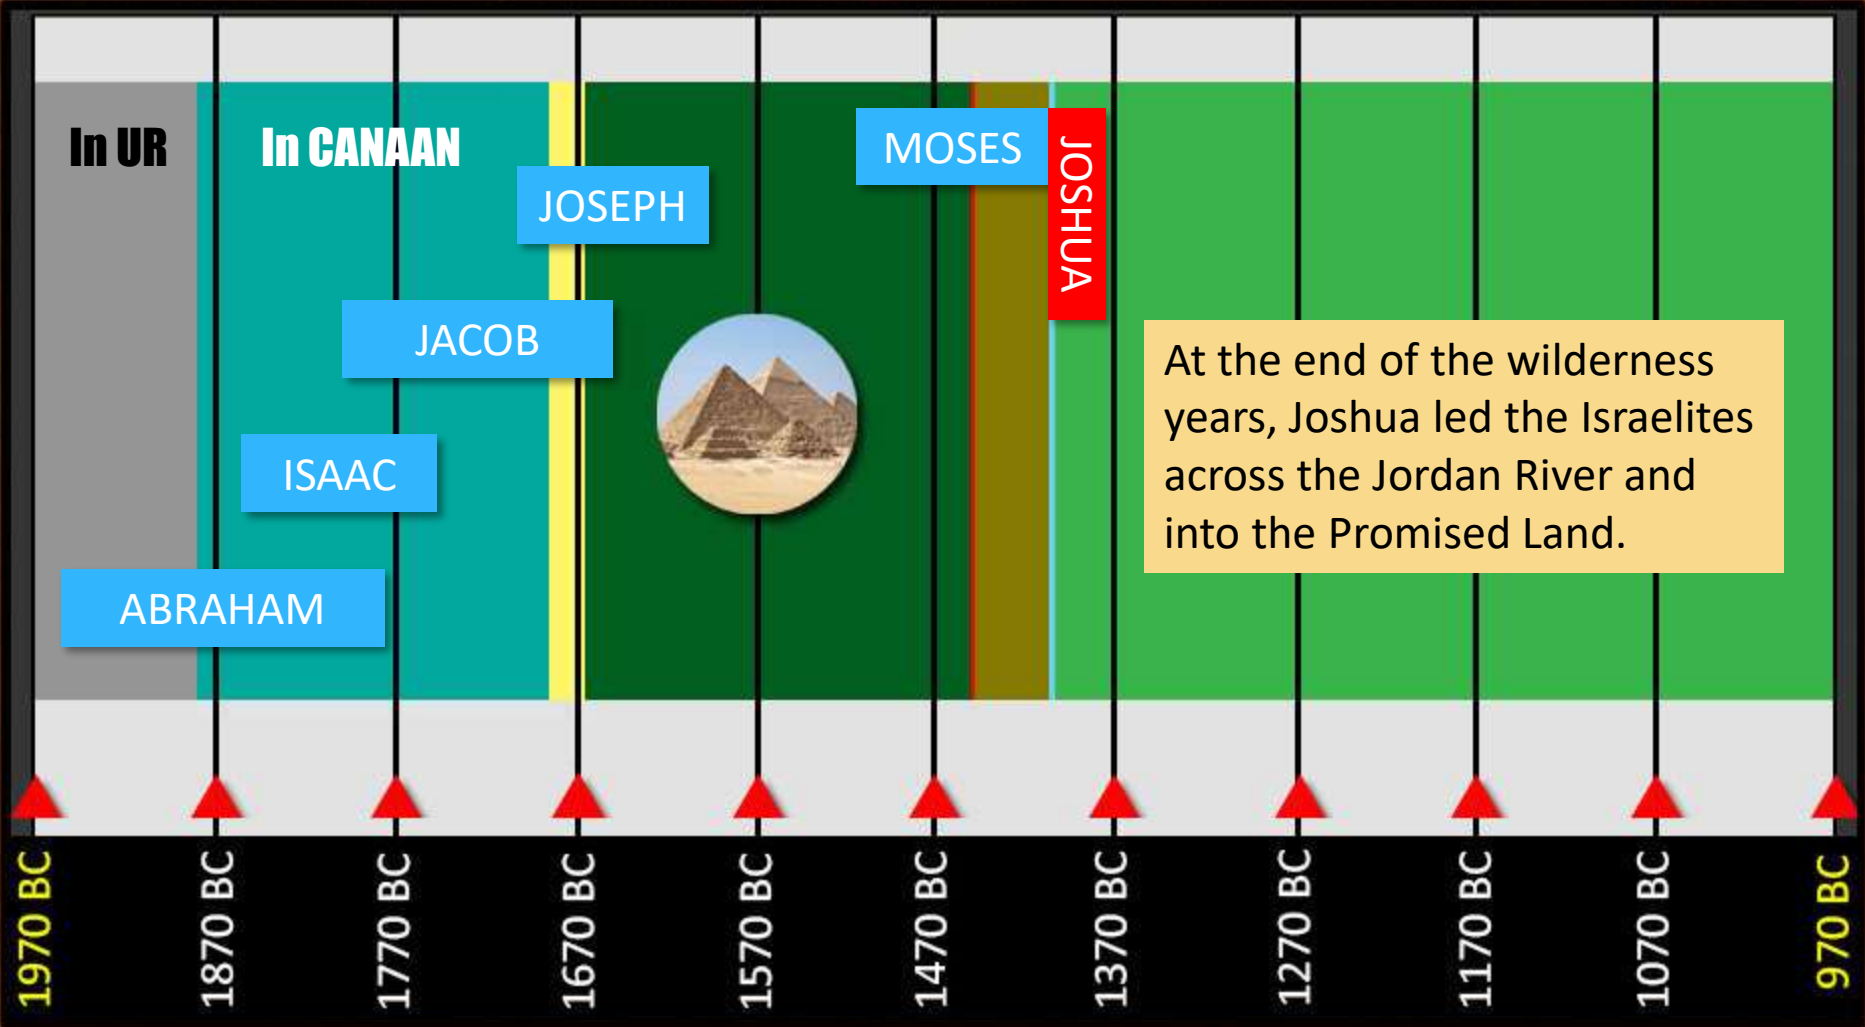 In UR
In CANAAN
MOSES
JOSHUA
JOSEPH
JACOB
ISAAC
ABRAHAM
At the end of the wilderness
years, Joshua led the Israelites
across the Jordan River and
into the Promised Land.
1970 BC
1870 BC
1770 BC
1670 BC
1570 BC
1470 BC
1370 BC
1270 BC
1170 BC
1070 BC
970 BC